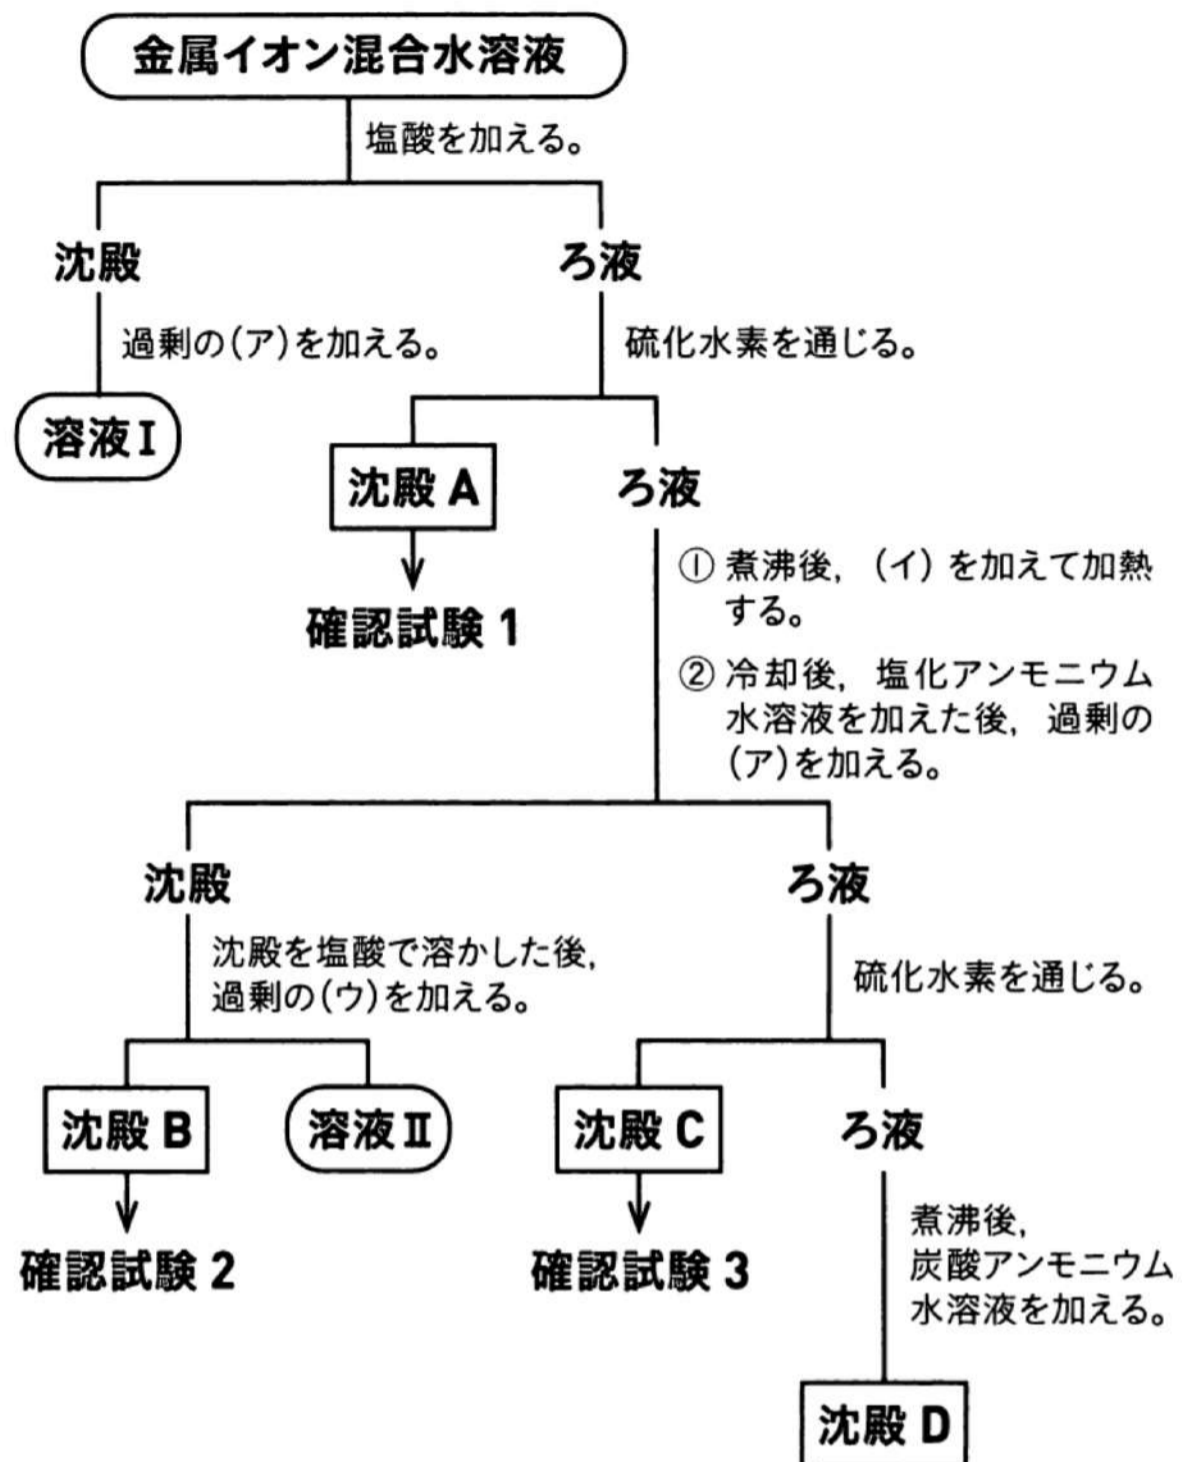 金属イオン混合水溶液
塩酸を加える。
沈殿
ろ液
過剰の(ア)を加える。
硫化水素を通じる。
溶液Ⅰ
沈殿 A
ろ液
確認試験 1
① 煮沸後, (イ) を加えて加熱
する。
② 冷却後, 塩化アンモニウム
水溶液を加えた後, 過剰の
(ア)を加える。
沈殿
ろ液
沈殿を塩酸で溶かした後,
過剰の(ウ)を加える。
硫化水素を通じる。
沈殿 B
溶液Ⅱ
沈殿 C
ろ液
確認試験 2
確認試験 3
煮沸後,
炭酸アンモニウム
水溶液を加える。
沈殿 D